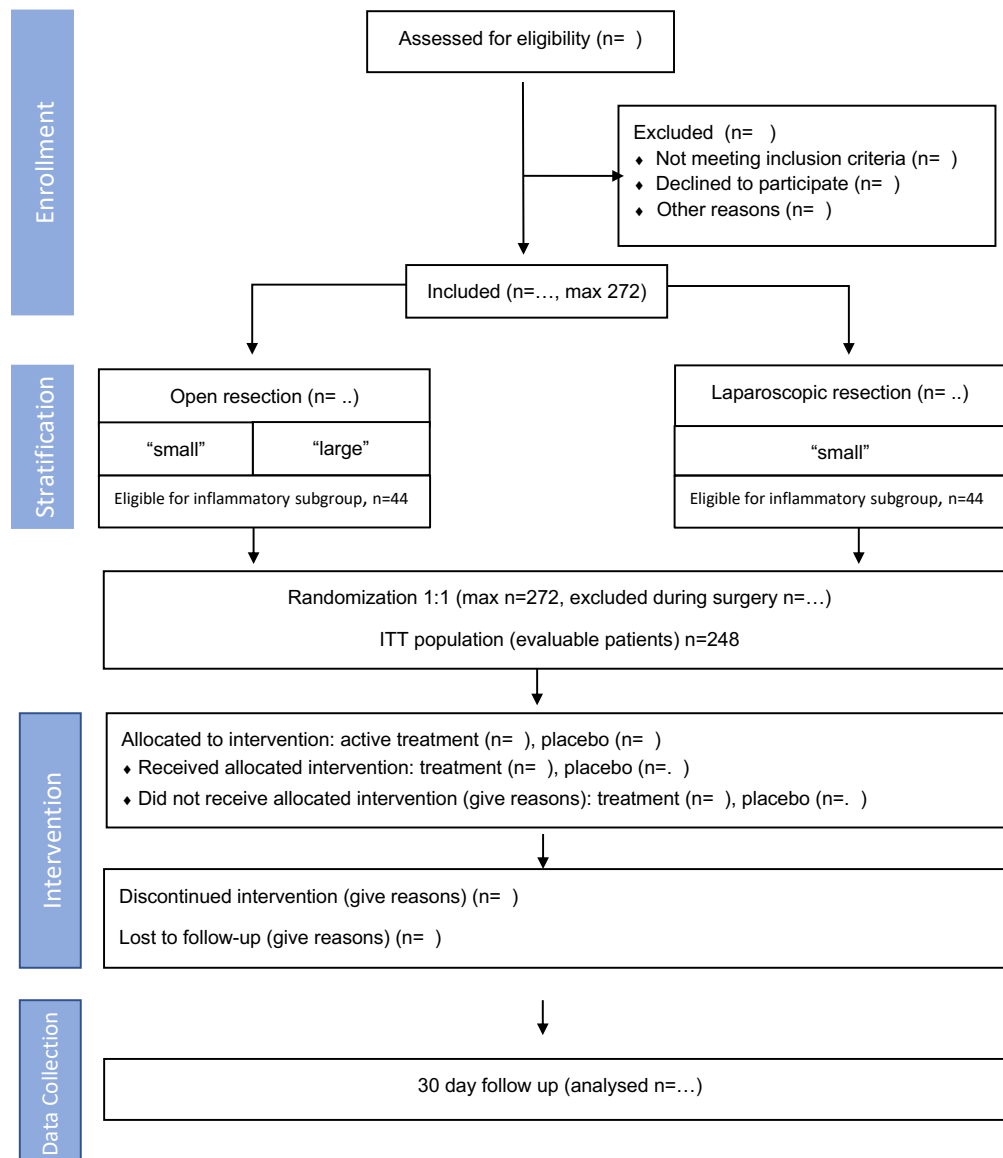 Enrollment
Assessed for eligibility (n=  )
Excluded  (n=   )
♦ Not meeting inclusion criteria (n=  )
♦ Declined to participate (n=  )
♦ Other reasons (n=  )
Included (n=…, max 272)
Stratification
Open resection (n= ..)
“small”
“large”
Eligible for inflammatory subgroup, n=44
Laparoscopic resection (n= ..)
“small”
Eligible for inflammatory subgroup, n=44
Randomization 1:1 (max n=272, excluded during surgery n=…)
ITT population (evaluable patients) n=248
Intervention
Allocated to intervention: active treatment (n=  ), placebo (n=  )
♦ Received allocated intervention: treatment (n=  ), placebo (n=.  )
♦ Did not receive allocated intervention (give reasons): treatment (n=  ), placebo (n=.  )
Discontinued intervention (give reasons) (n=  )
Lost to follow-up (give reasons) (n=  )
Data Collection
30 day follow up (analysed n=…)